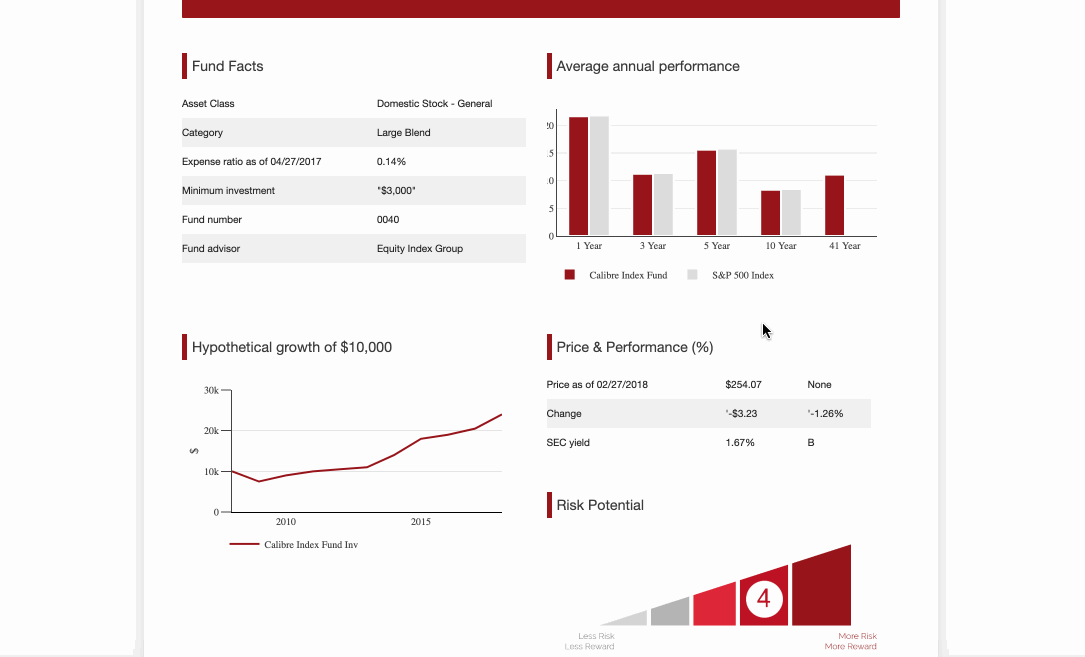 Fund Facts
Asset Class Domestic Stock - General
Category Large Blend
Expense ratio as of 04/27/2017 0.14%
Minimum investment "$3,000"
Fund number 0040
Fund advisor Equity Index Group
Average annual performance
20
.5
.0
5
0
1 Year 3 Year 5 Year 10 Year 41 Year
Calibre Index Fund S&P 500 Index
Hypothetical growth of $10,000
30k
20k
$
10k
0
2010 2015
Calibre Index Fund Inv
Price & Performance (%)
Price as of 02/27/2018 $254.07 None
Change '-$3.23 '-1.26%
SEC yield 1.67% B
Risk Potential
4
Less Risk More Risk
Less Reward More Reward